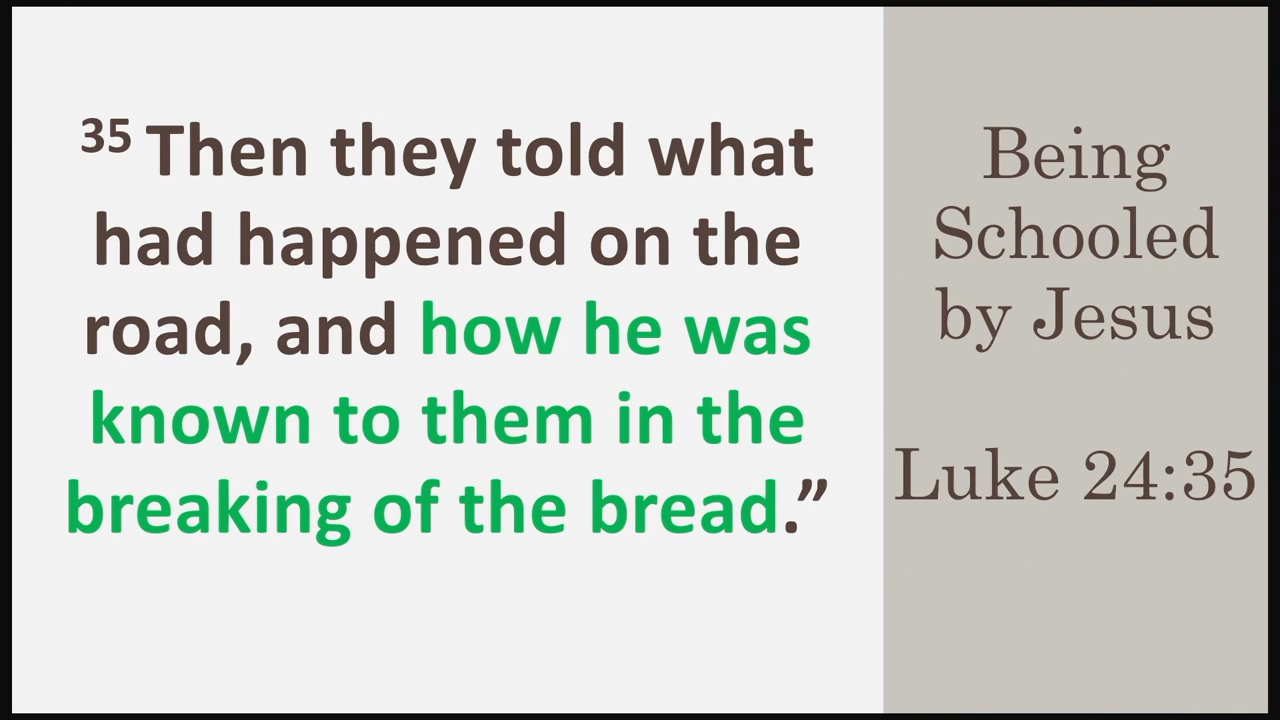 35 Then they told what
had happened on the
road, and how he was
known to them in the
breaking of the bread.”
Being
Schooled
by Jesus
Luke 24:35